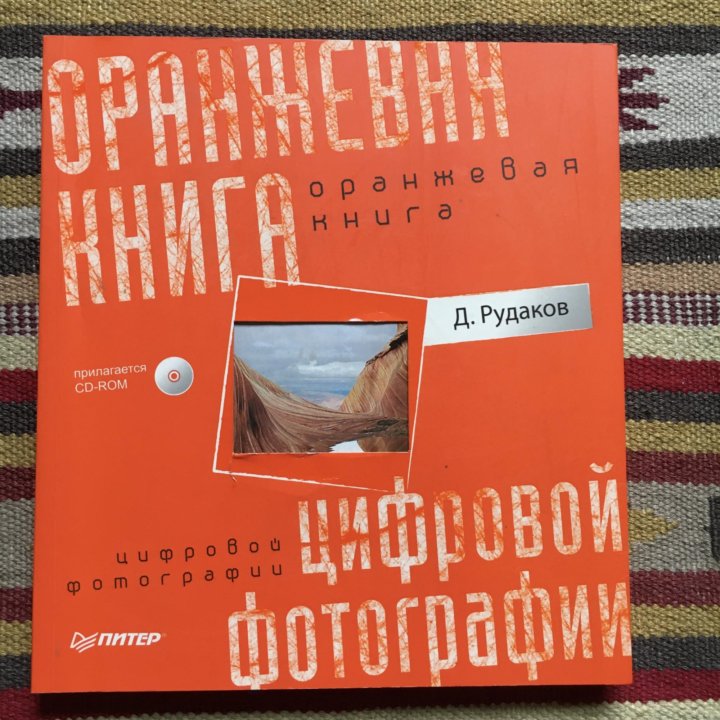 ОРАНЖЕВАЯ
КНИГА
оранжевая
книга
Д. Рудаков
прилагается
CD-ROM
цифровой
фотографии
цифровой
фотографии
ПИТЕР®